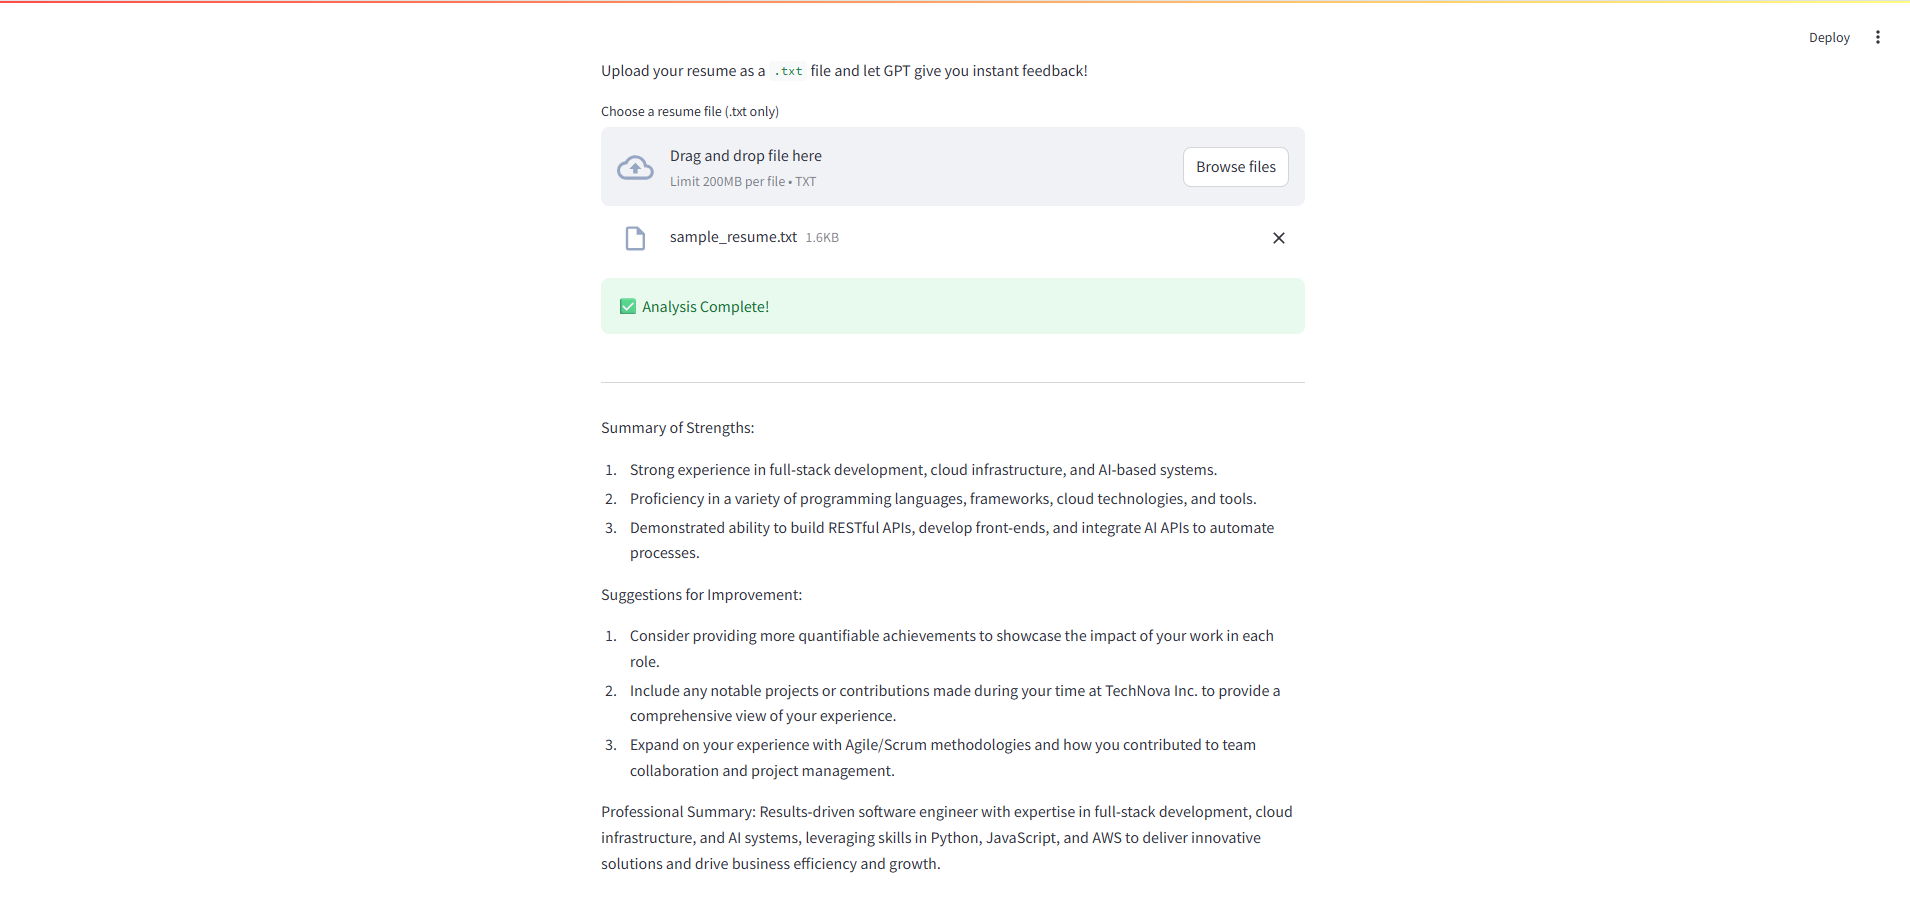 Deploy
Upload your resume as a .txt file and let GPT give you instant feedback!
Choose a resume file (.txt only)
Drag and drop file here
Limit 200MB per file • TXT
Browse files
sample_resume.txt 1.6KB
✅ Analysis Complete!
Summary of Strengths:
1. Strong experience in full-stack development, cloud infrastructure, and AI-based systems.
2. Proficiency in a variety of programming languages, frameworks, cloud technologies, and tools.
3. Demonstrated ability to build RESTful APIs, develop front-ends, and integrate AI APIs to automate
processes.
Suggestions for Improvement:
1. Consider providing more quantifiable achievements to showcase the impact of your work in each
role.
2. Include any notable projects or contributions made during your time at TechNova Inc. to provide a
comprehensive view of your experience.
3. Expand on your experience with Agile/Scrum methodologies and how you contributed to team
collaboration and project management.
Professional Summary: Results-driven software engineer with expertise in full-stack development, cloud
infrastructure, and AI systems, leveraging skills in Python, JavaScript, and AWS to deliver innovative
solutions and drive business efficiency and growth.